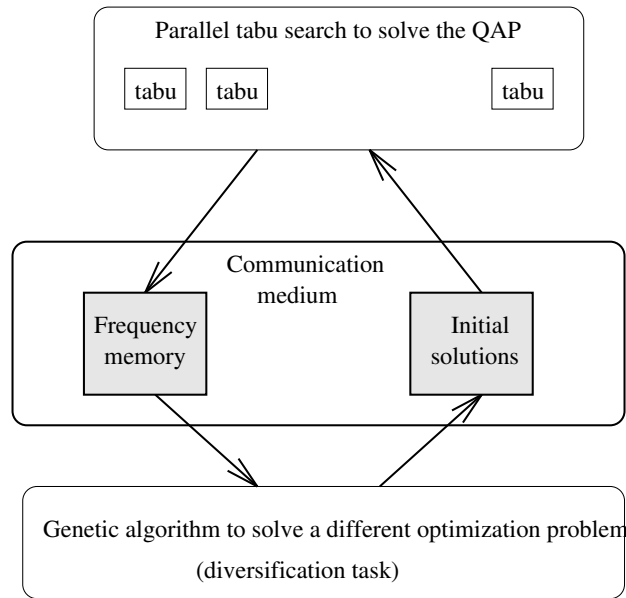 Parallel tabu search to solve the QAP
tabu tabu tabu
Communication
medium
Frequency
memory
Initial
solutions
Genetic algorithm to solve a different optimization problem
(diversification task)